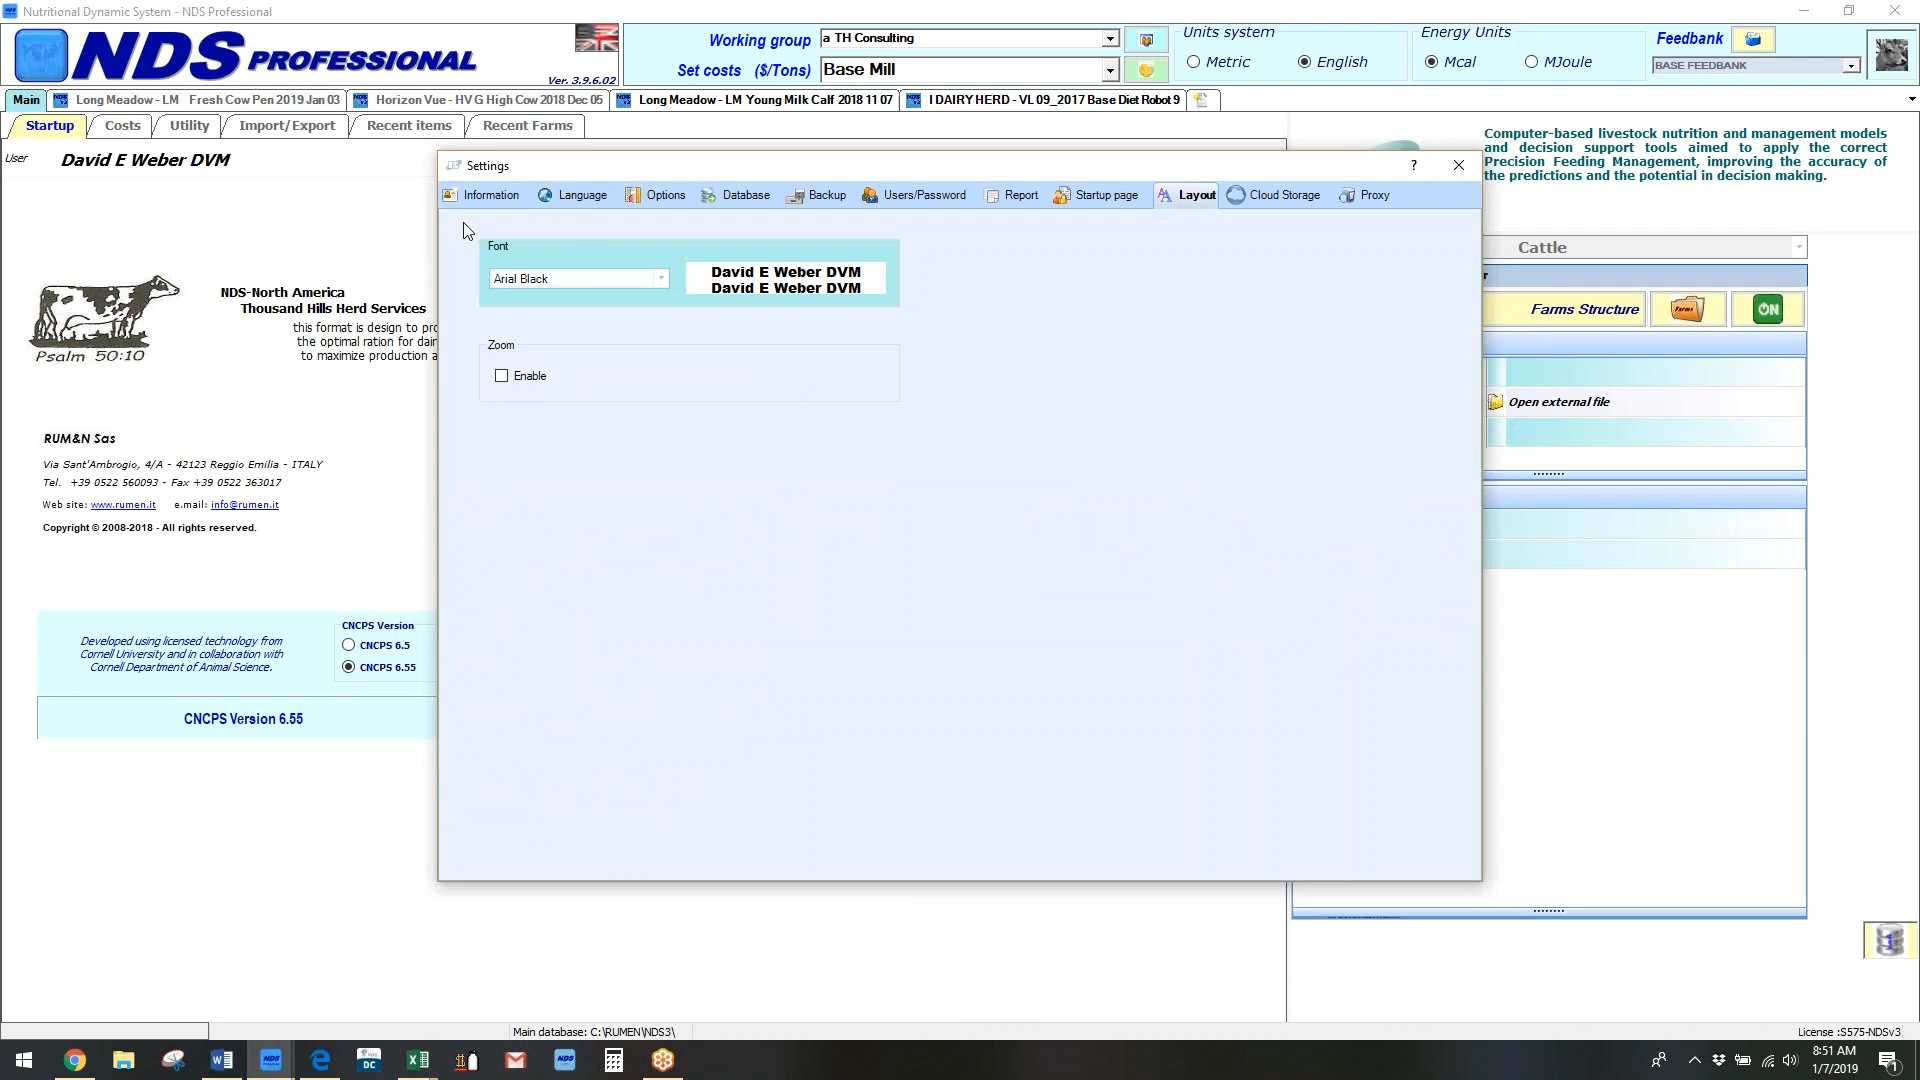 Nutritional Dynamic System - NDS Professional
NDS PROFESSIONAL
Ver. 3.9.6.02
Working group
a TH Consulting
Set costs ($/Tons)
Base Mill
Units system
Metric
English
Energy Units
Mcal
MJoule
Feedbank
BASE FEEDBANK
Main
Long Meadow - LM Fresh Cow Pen 2019 Jan 03
Horizon Vue - HV G High Cow 2018 Dec 05
Long Meadow - LM Young Milk Calf 2018 11 07
I DAIRY HERD - VL 09_2017 Base Diet Robot 9
Startup
Costs
Utility
Import/Export
Recent items
Recent Farms
User
David E Weber DVM
Computer-based livestock nutrition and management models
and decision support tools aimed to apply the correct
Precision Feeding Management, improving the accuracy of
the predictions and the potential in decision making.
Settings
?
Information
Language
Options
Database
Backup
Users/Password
Report
Startup page
Layout
Cloud Storage
Proxy
Font
Arial Black
David E Weber DVM
David E Weber DVM
Zoom
Enable
Cattle
r
Farms Structure
Farms
ON
Open external file
Psalm 50:10
NDS-North America
Thousand Hills Herd Services
this format is design to pro
the optimal ration for dair
to maximize production a
RUM&N Sas
Via Sant'Ambrogio, 4/A - 42123 Reggio Emilia - ITALY
Tel. +39 0522 560093 - Fax +39 0522 363017
Web site: www.rumen.it e.mail: info@rumen.it
Copyright © 2008-2018 - All rights reserved.
Developed using licensed technology from
Cornell University and in collaboration with
Cornell Department of Animal Science.
CNCPS Version
CNCPS 6.5
CNCPS 6.55
CNCPS Version 6.55
1
Main database: C:\RUMEN\NDS3\
License :S575-NDSv3
NDS
DC
NDS
8:51 AM
1/7/2019
1